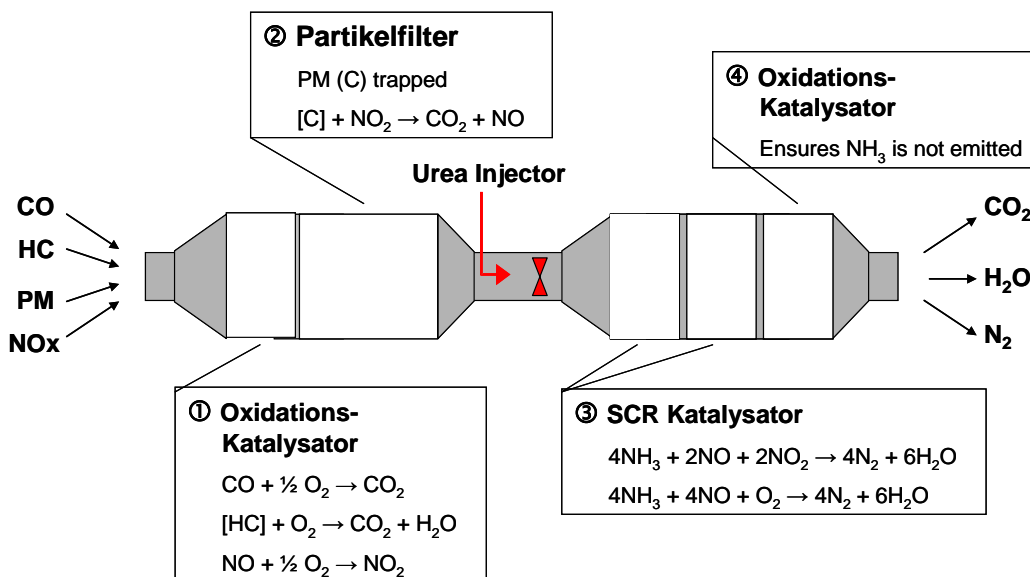 ② Partikelfilter
PM (C) trapped
[C] + NO₂ → CO₂ + NO
④ Oxidations-
Katalysator
Ensures NH₃ is not emitted
Urea Injector
CO
HC
PM
NOx
CO₂
H₂O
N₂
① Oxidations-
Katalysator
CO + ½ O₂ → CO₂
[HC] + O₂ → CO₂ + H₂O
NO + ½ O₂ → NO₂
③ SCR Katalysator
4NH₃ + 2NO + 2NO₂ → 4N₂ + 6H₂O
4NH₃ + 4NO + O₂ → 4N₂ + 6H₂O